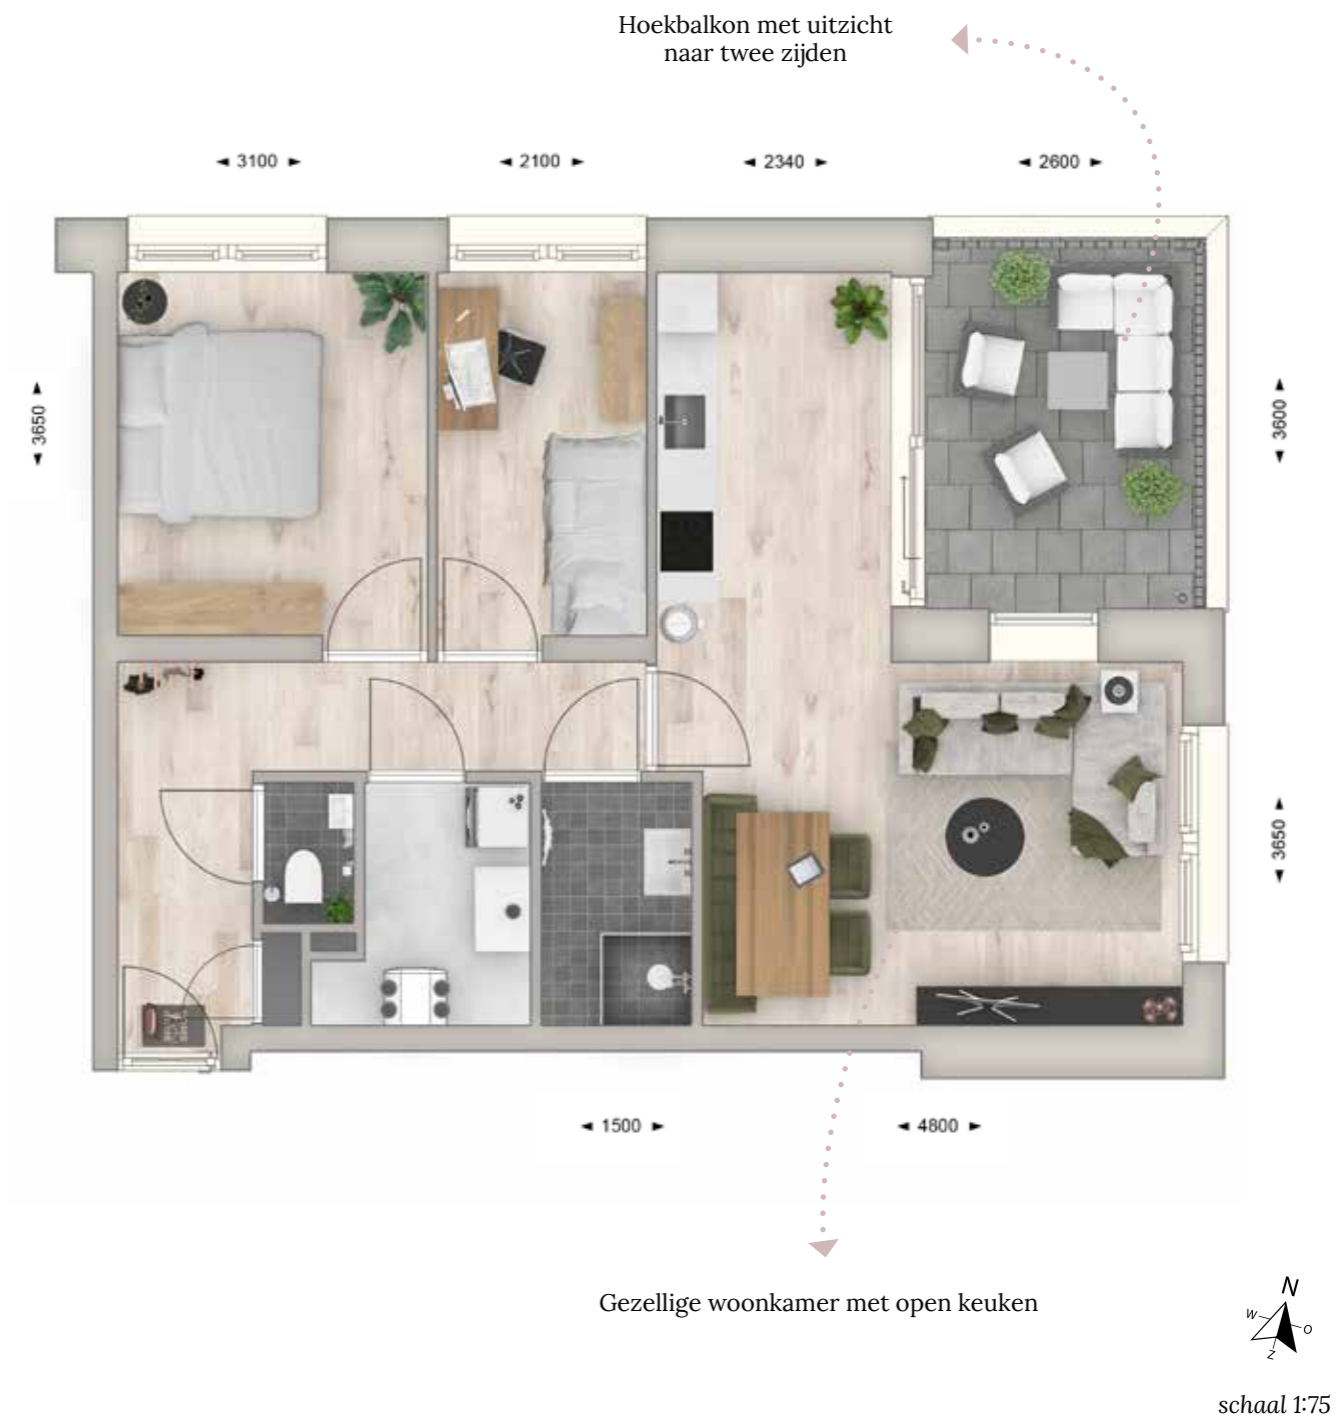 Hoekbalkon met uitzicht
naar twee zijden
3100
2100
2340
2600
3650
3600
3650
1500
4800
Gezellige woonkamer met open keuken
N
W
O
Z
schaal 1:75